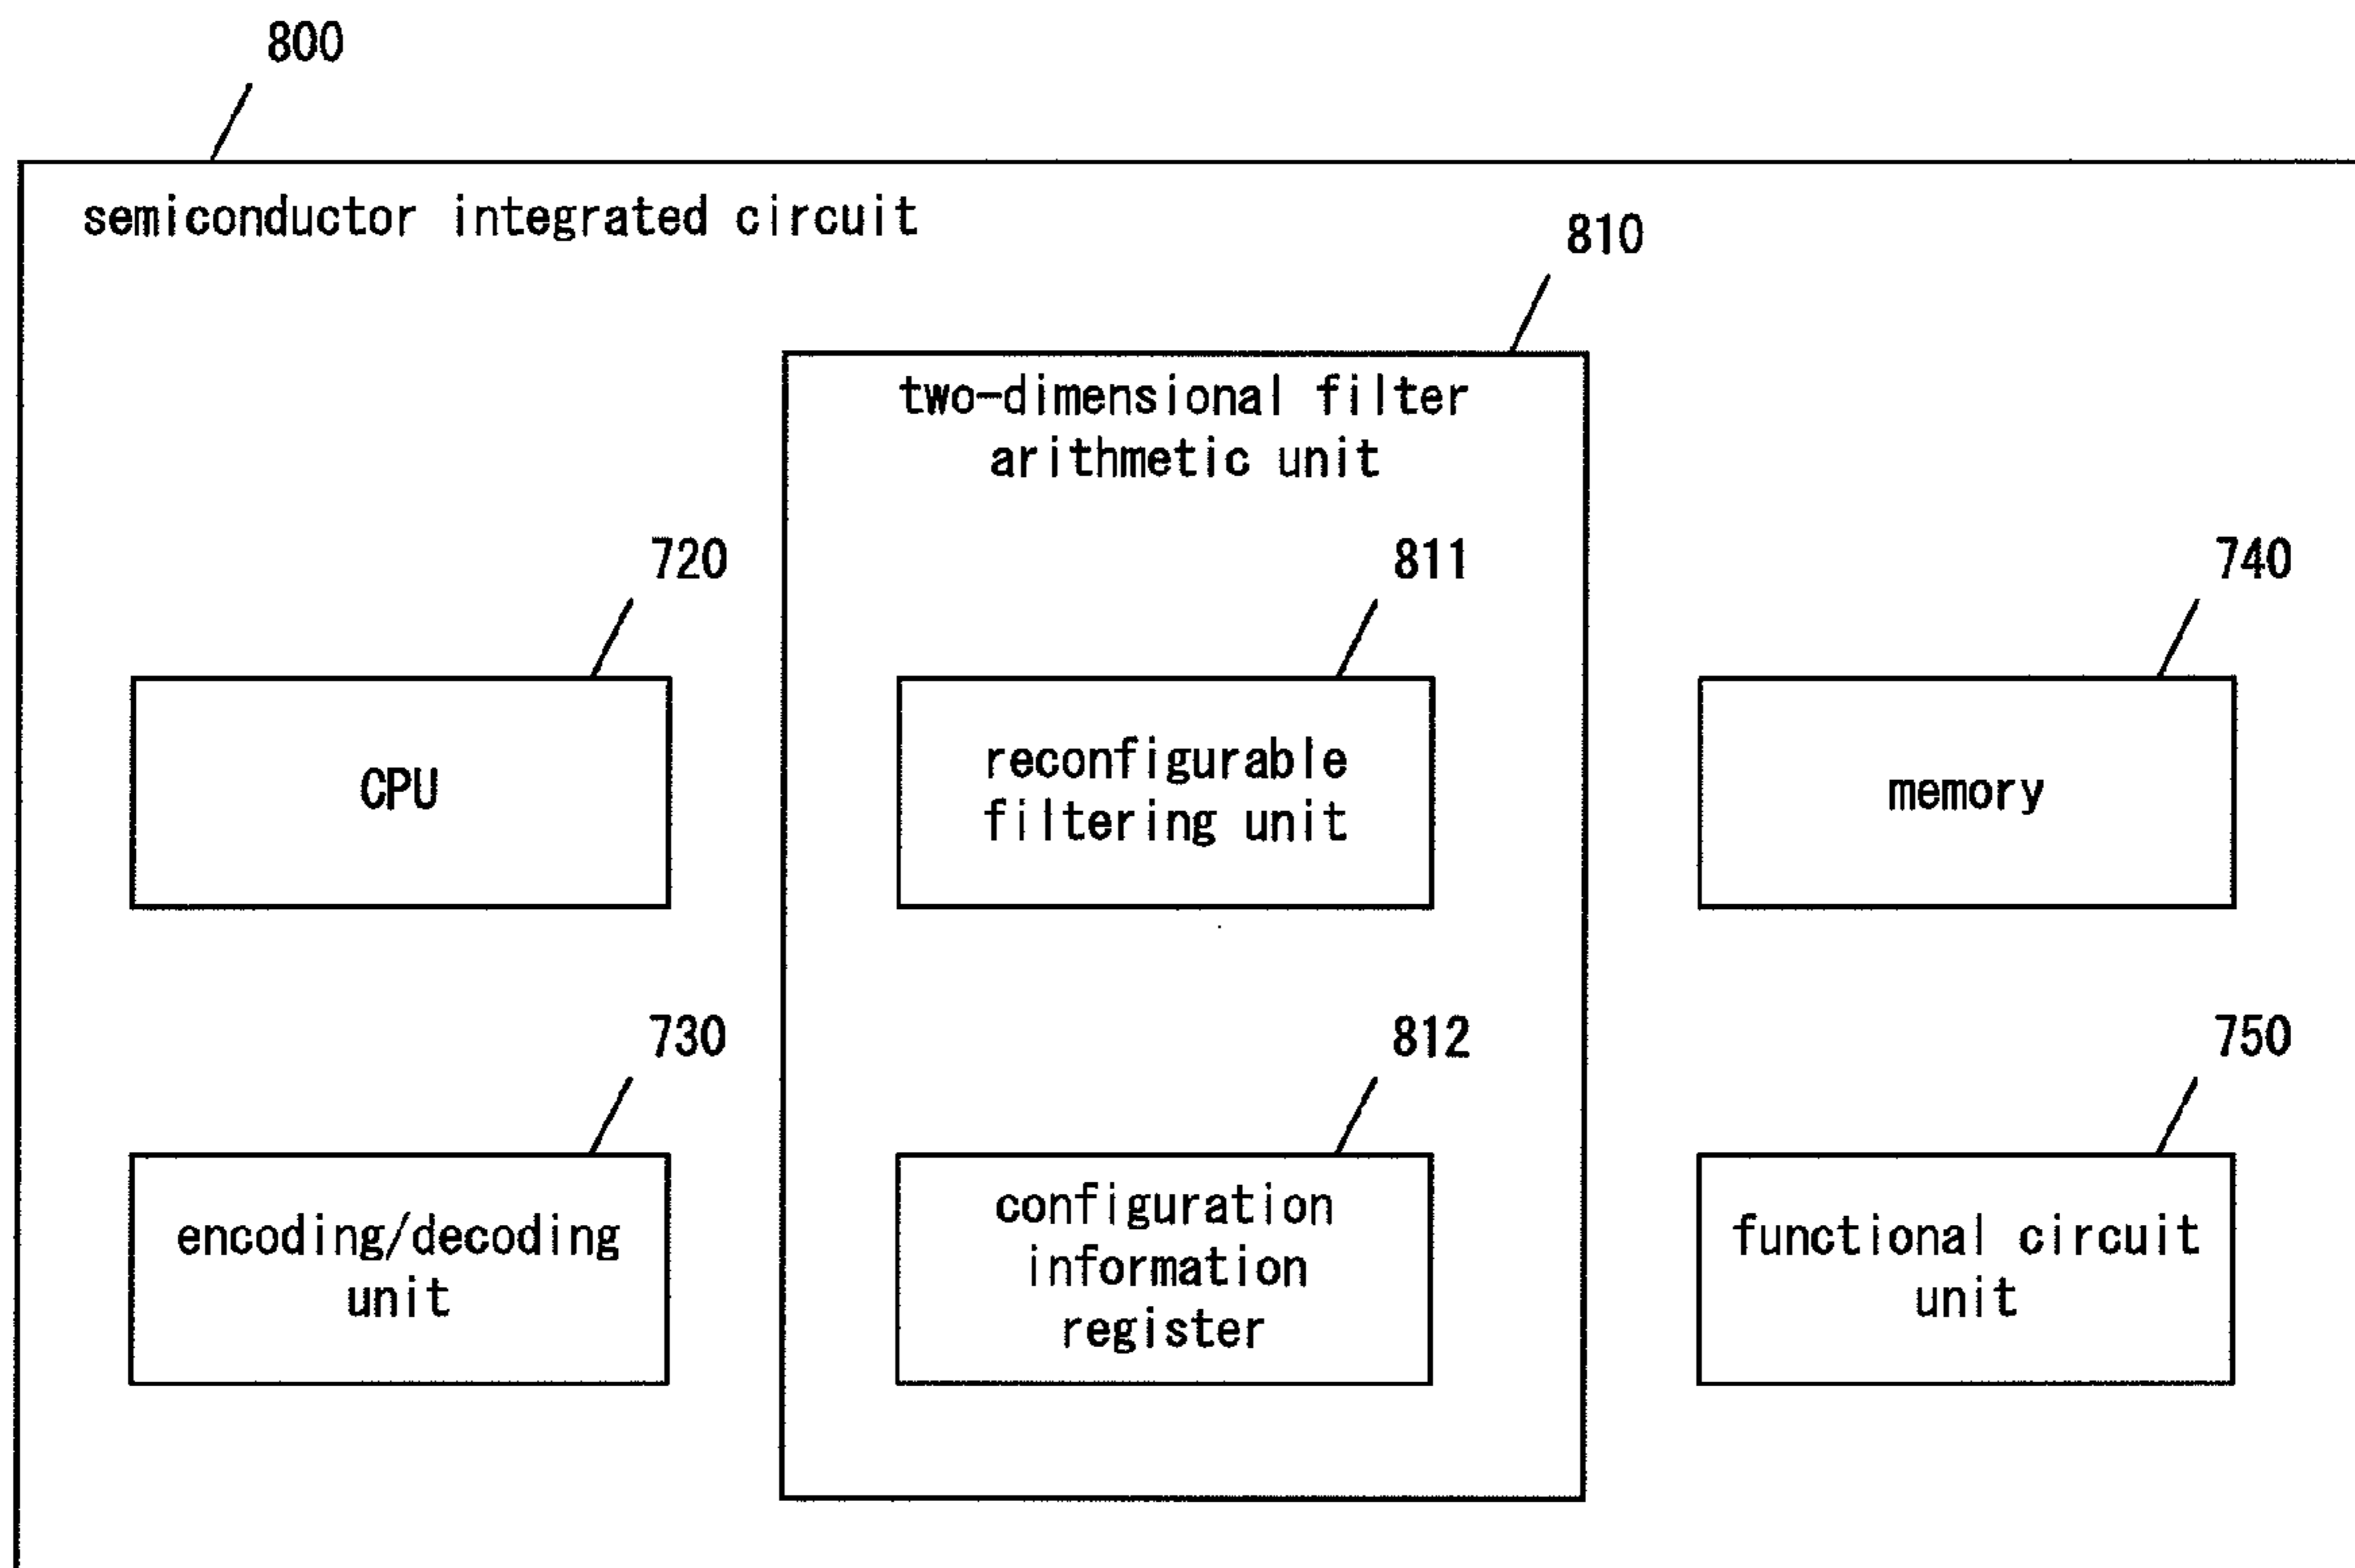 800
semiconductor integrated circuit
810
two-dimensional filter
arithmetic unit
720
811
740
CPU
reconfigurable
filtering unit
memory
730
812
750
encoding/decoding
unit
configuration
information
register
functional circuit
unit